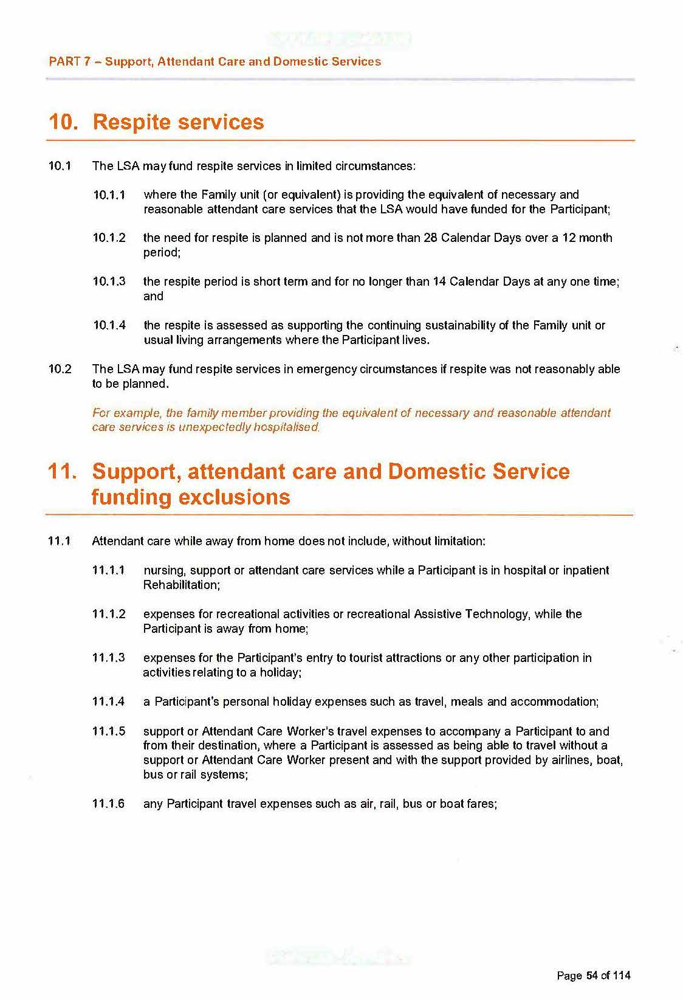 PART 7 – Support, Attendant Care and Domestic Services
10. Respite services
10.1 The LSA may fund respite services in limited circumstances:
10.1.1 where the Family unit (or equivalent) is providing the equivalent of necessary and
reasonable attendant care services that the LSA would have funded for the Participant;
10.1.2 the need for respite is planned and is not more than 28 Calendar Days over a 12 month
period;
10.1.3 the respite period is short term and for no longer than 14 Calendar Days at any one time;
and
10.1.4 the respite is assessed as supporting the continuing sustainability of the Family unit or
usual living arrangements where the Participant lives.
10.2 The LSA may fund respite services in emergency circumstances if respite was not reasonably able
to be planned.
For example, the family member providing the equivalent of necessary and reasonable attendant
care services is unexpectedly hospitalised.
11. Support, attendant care and Domestic Service
funding exclusions
11.1 Attendant care while away from home does not include, without limitation:
11.1.1 nursing, support or attendant care services while a Participant is in hospital or inpatient
Rehabilitation;
11.1.2 expenses for recreational activities or recreational Assistive Technology, while the
Participant is away from home;
11.1.3 expenses for the Participant's entry to tourist attractions or any other participation in
activities relating to a holiday;
11.1.4 a Participant's personal holiday expenses such as travel, meals and accommodation;
11.1.5 support or Attendant Care Worker's travel expenses to accompany a Participant to and
from their destination, where a Participant is assessed as being able to travel without a
support or Attendant Care Worker present and with the support provided by airlines, boat,
bus or rail systems;
11.1.6 any Participant travel expenses such as air, rail, bus or boat fares;
Page 54 of 114